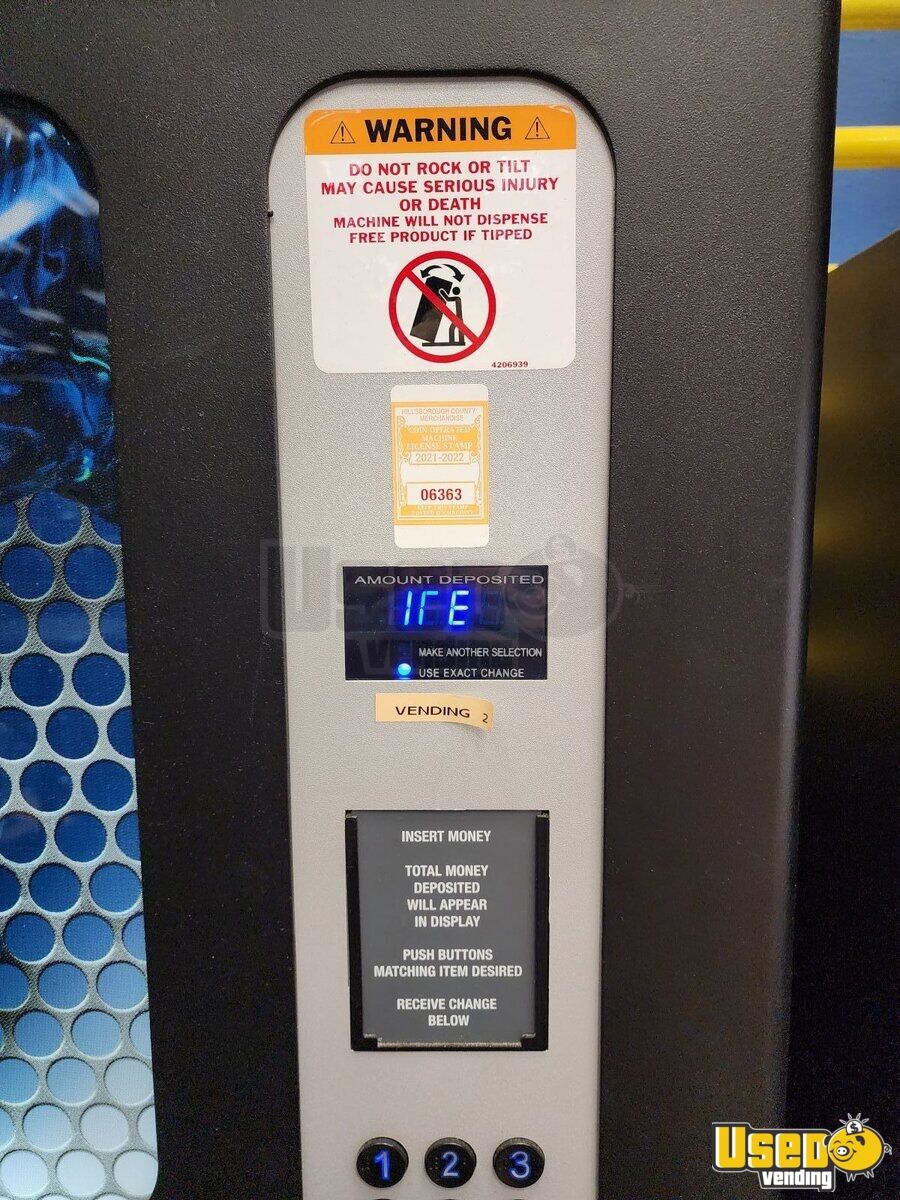 WARNING
DO NOT ROCK OR TILT
MAY CAUSE SERIOUS INJURY
OR DEATH
MACHINE WILL NOT DISPENSE
FREE PRODUCT IF TIPPED
4206939
HILLSBOROUGH COUNTY
MERCHANDISE
COIN OPERATED
MACHINE
LICENSE STAMP
2021-2022
06363
AMOUNT DEPOSITED
MAKE ANOTHER SELECTION
USE EXACT CHANGE
VENDING 2
INSERT MONEY
TOTAL MONEY
DEPOSITED
WILL APPEAR
IN DISPLAY
PUSH BUTTONS
MATCHING ITEM DESIRED
RECEIVE CHANGE
BELOW
1 2 3
USED
vending